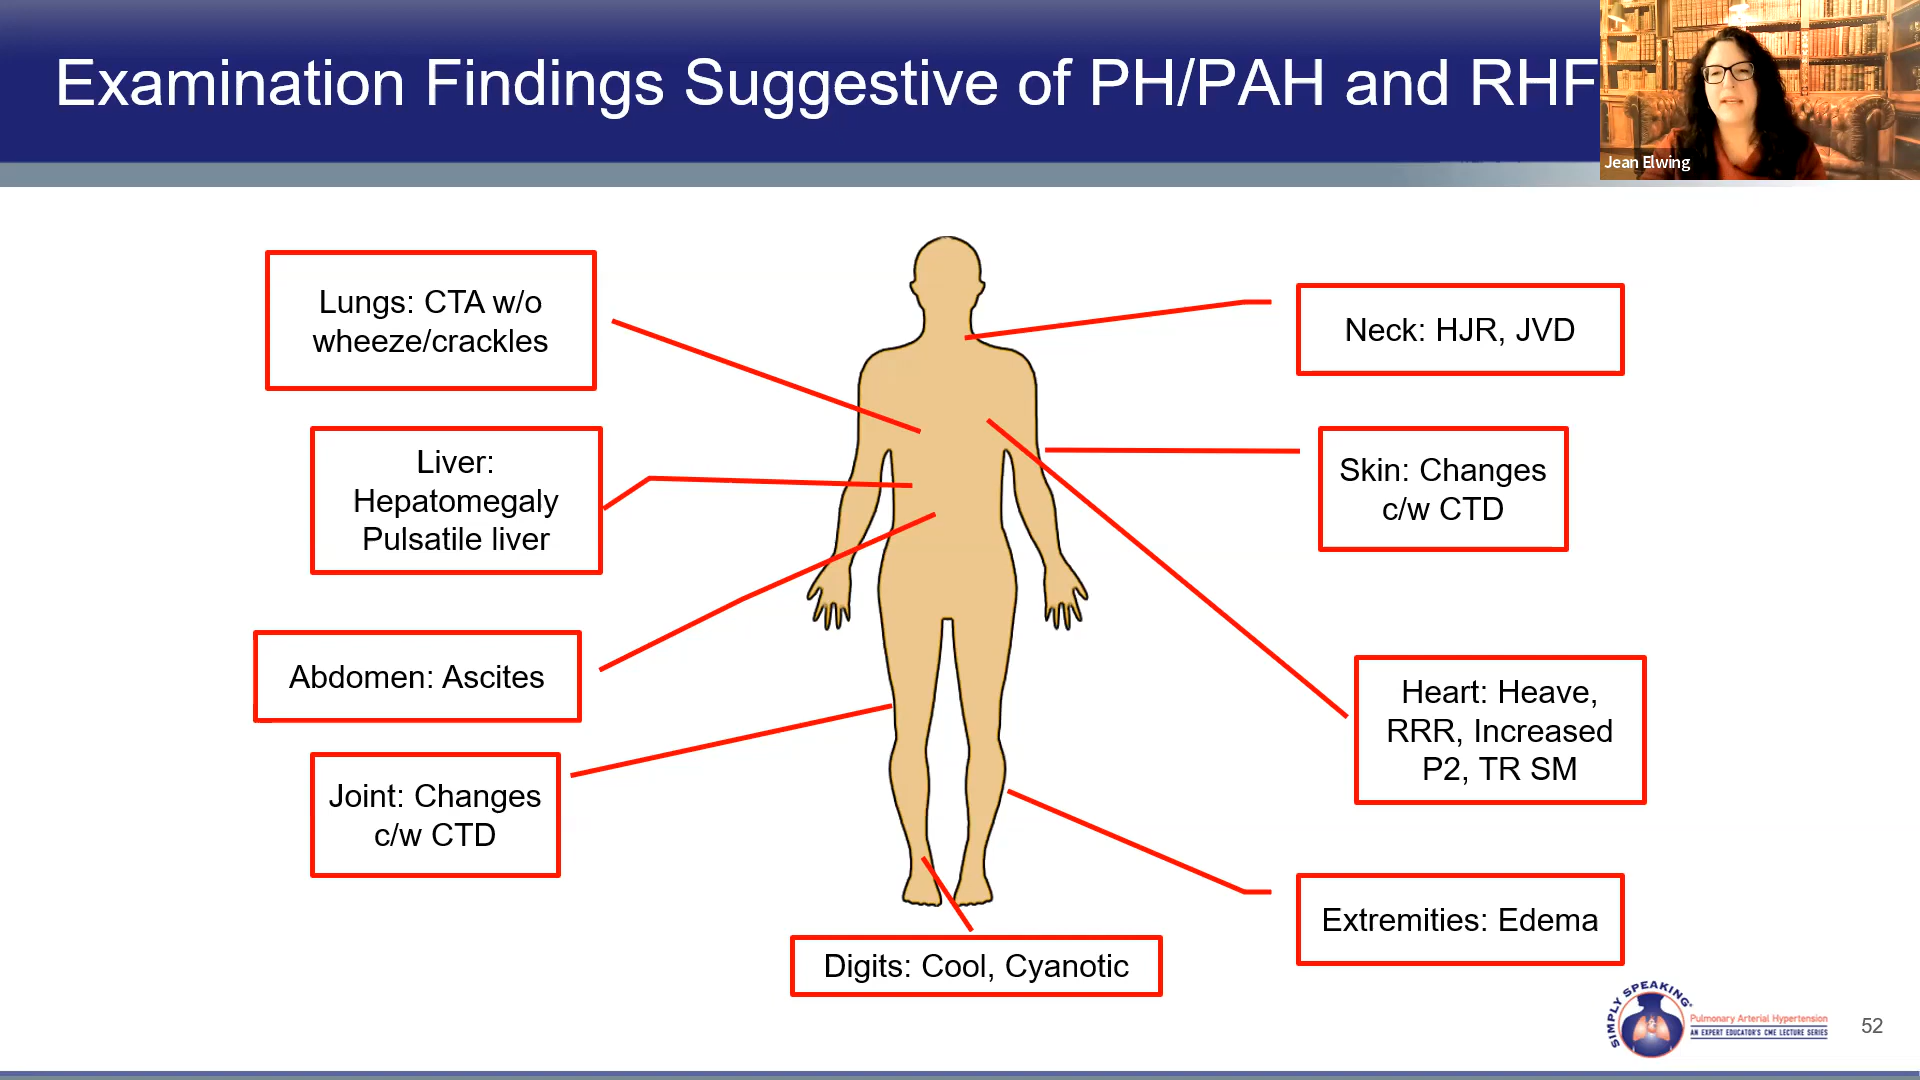 Examination Findings Suggestive of PH/PAH and RHF
Jean Elwing
Lungs: CTA w/o
wheeze/crackles
Neck: HJR, JVD
Liver:
Hepatomegaly
Pulsatile liver
Skin: Changes
c/w CTD
Abdomen: Ascites
Heart: Heave,
RRR, Increased
P2, TR SM
Joint: Changes
c/w CTD
Extremities: Edema
Digits: Cool, Cyanotic
SIMPLY SPEAKING®
Pulmonary Arterial Hypertension
AN EXPERT EDUCATOR'S CME LECTURE SERIES
52